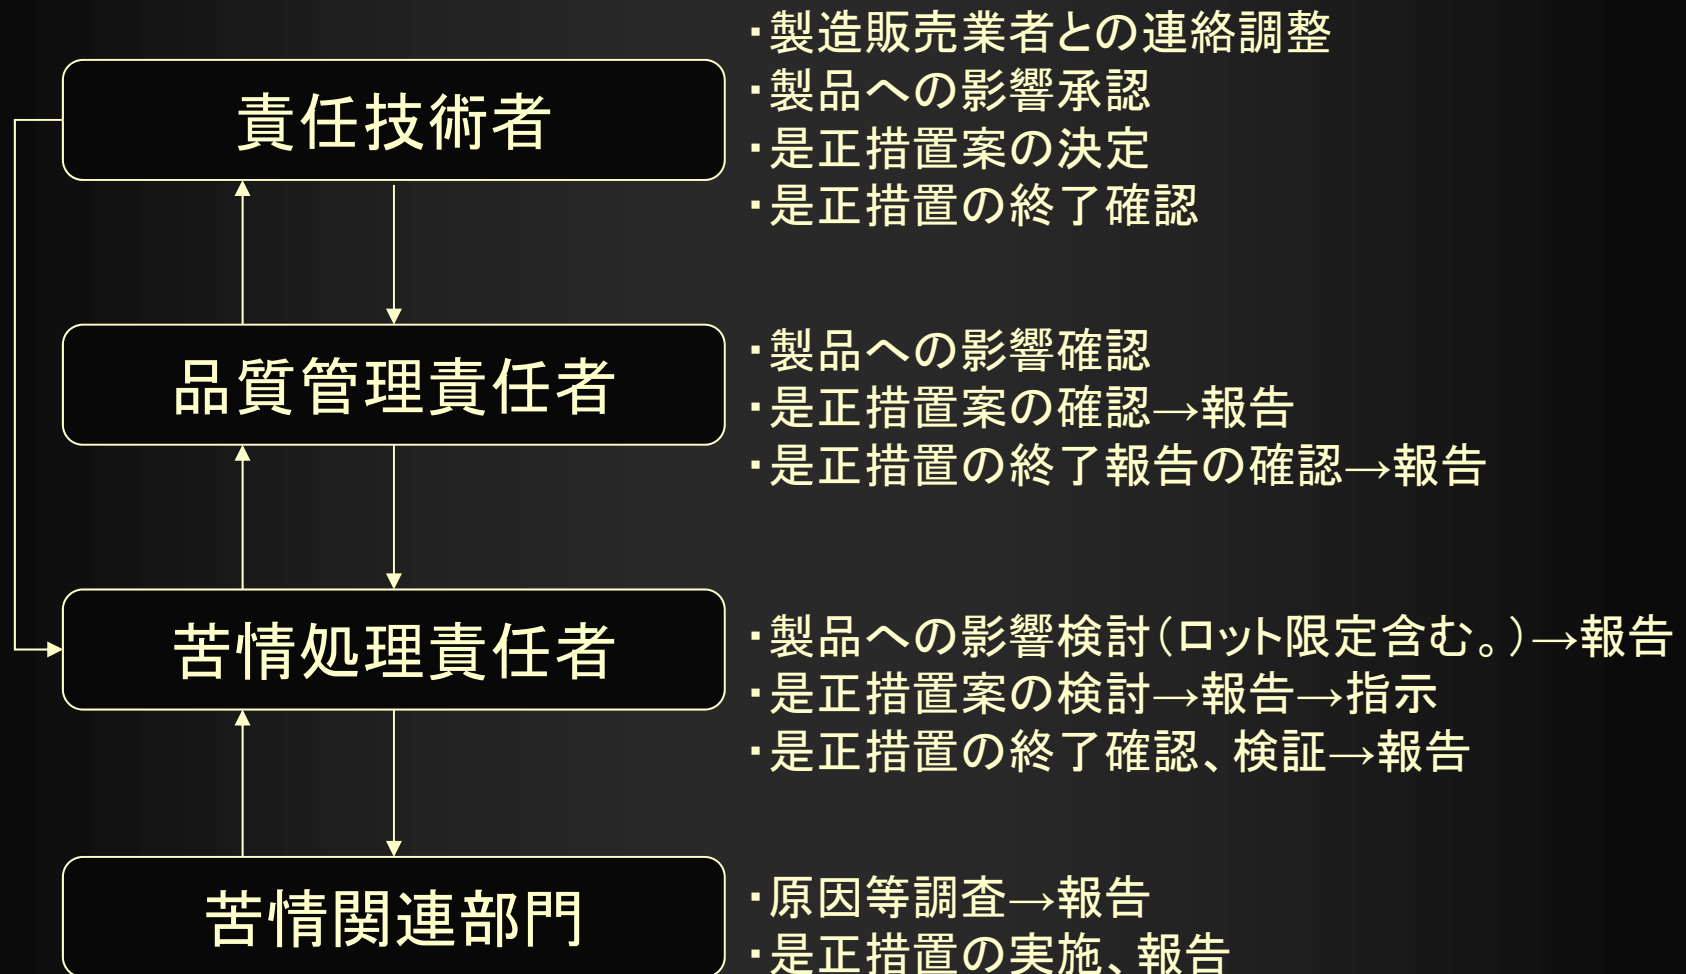 責任技術者
・製造販売業者との連絡調整
・製品への影響承認
・是正措置案の決定
・是正措置の終了確認
品質管理責任者
・製品への影響確認
・是正措置案の確認→報告
・是正措置の終了報告の確認→報告
苦情処理責任者
・製品への影響検討(ロット限定含む。)→報告
・是正措置案の検討→報告→指示
・是正措置の終了確認、検証→報告
苦情関連部門
・原因等調査→報告
・是正措置の実施、報告